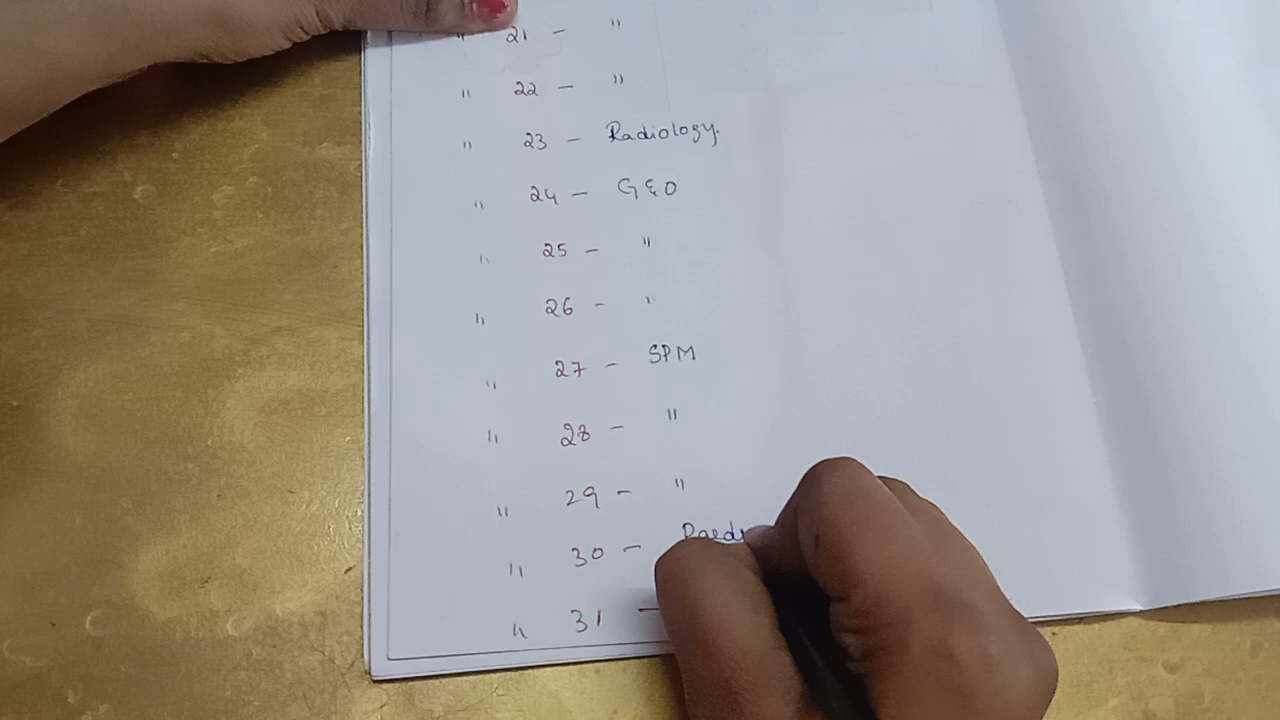 " 21 - "
" 22 - "
" 23 - Radiology.
" 24 - G&O
" 25 - "
" 26 - "
" 27 - SPM
" 28 - "
" 29 - "
" 30 -
" 31 -